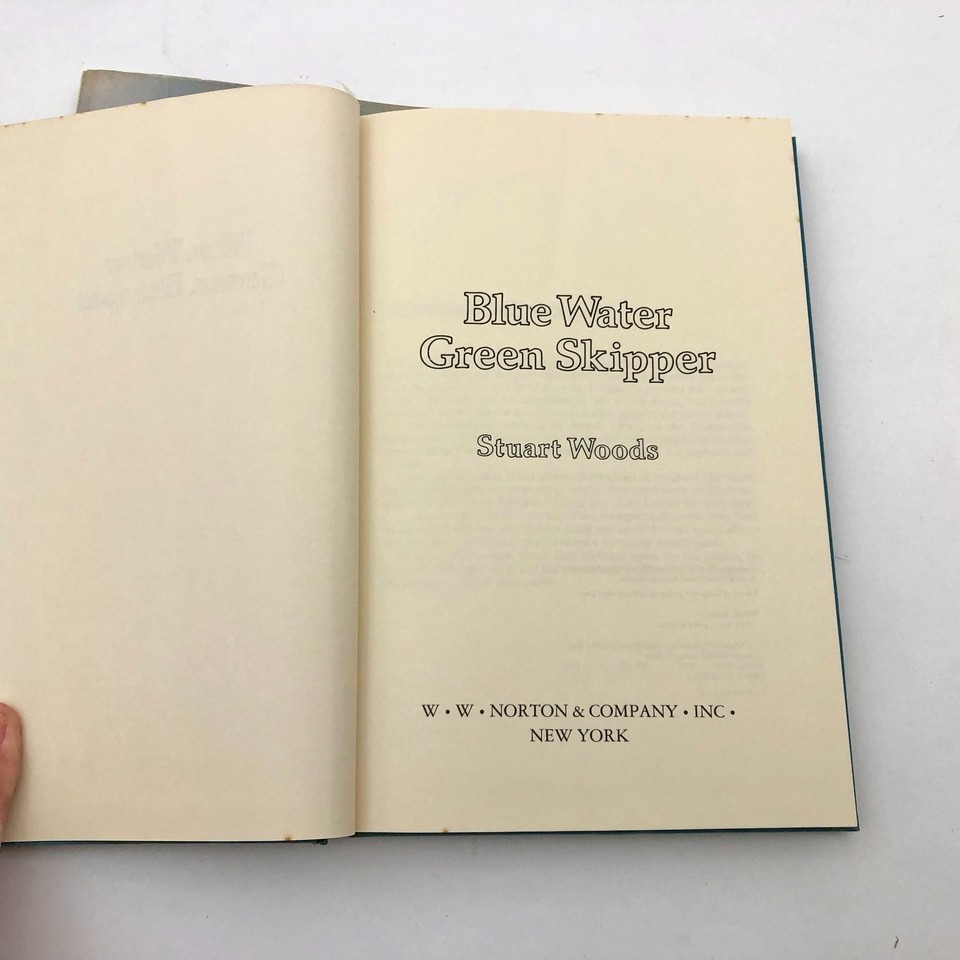 Blue Water
Green Skipper
Stuart Woods
W • W • NORTON & COMPANY • INC •
NEW YORK